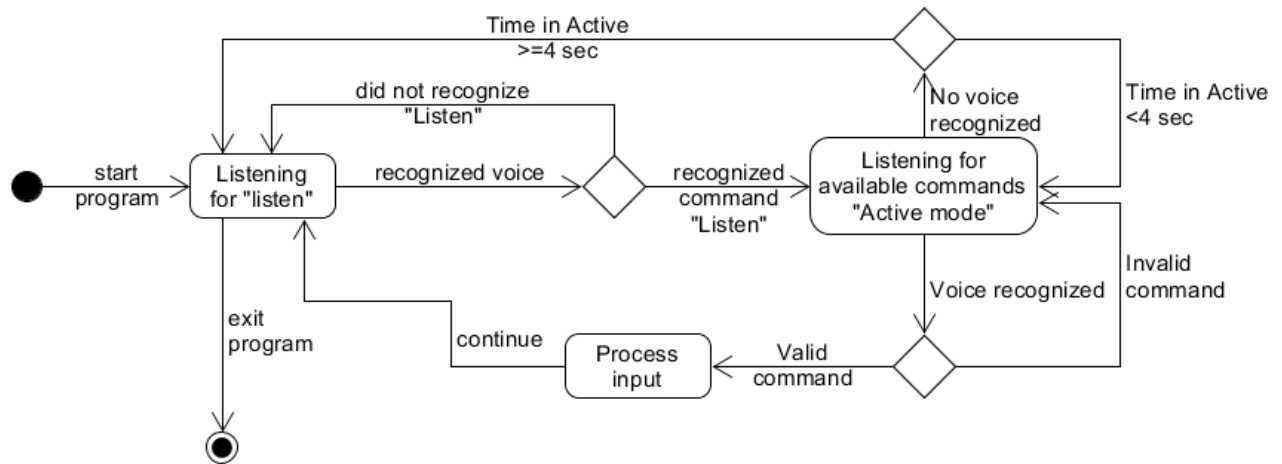 Time in Active
>=4 sec
did not recognize
"Listen"
No voice
recognized
Time in Active
<4 sec
start
program
Listening
for "listen"
recognized voice
recognized
command
"Listen"
Listening for
available commands
"Active mode"
Invalid
command
Voice recognized
exit
program
continue
Process
input
Valid
command